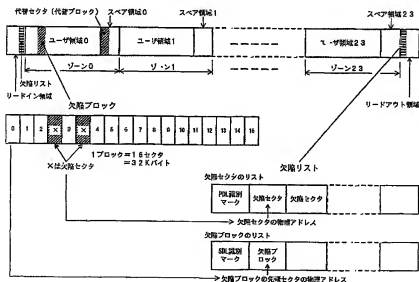 代替セクタ(代替ブロック)
スペア領域0
スペア領域1
スペア領域23
ユーザ領域0
ユーザ領域1
ユーザ領域23
ゾーン0
ゾーン1
ゾーン23
欠陥リスト
リードイン領域
リードアウト領域
欠陥ブロック
欠陥リスト
0 1 2 × 3 × 4 5 6 7 8 9 10 11 12 13 14 15
1ブロック=16セクタ
=32Kバイト
×は欠陥セクタ
欠陥セクタのリスト
PDL識別マーク 欠陥セクタ 欠陥セクタ
欠陥セクタの物理アドレス
欠陥ブロックのリスト
SDL識別マーク 欠陥ブロック
欠陥ブロックの先頭セクタの物理アドレス